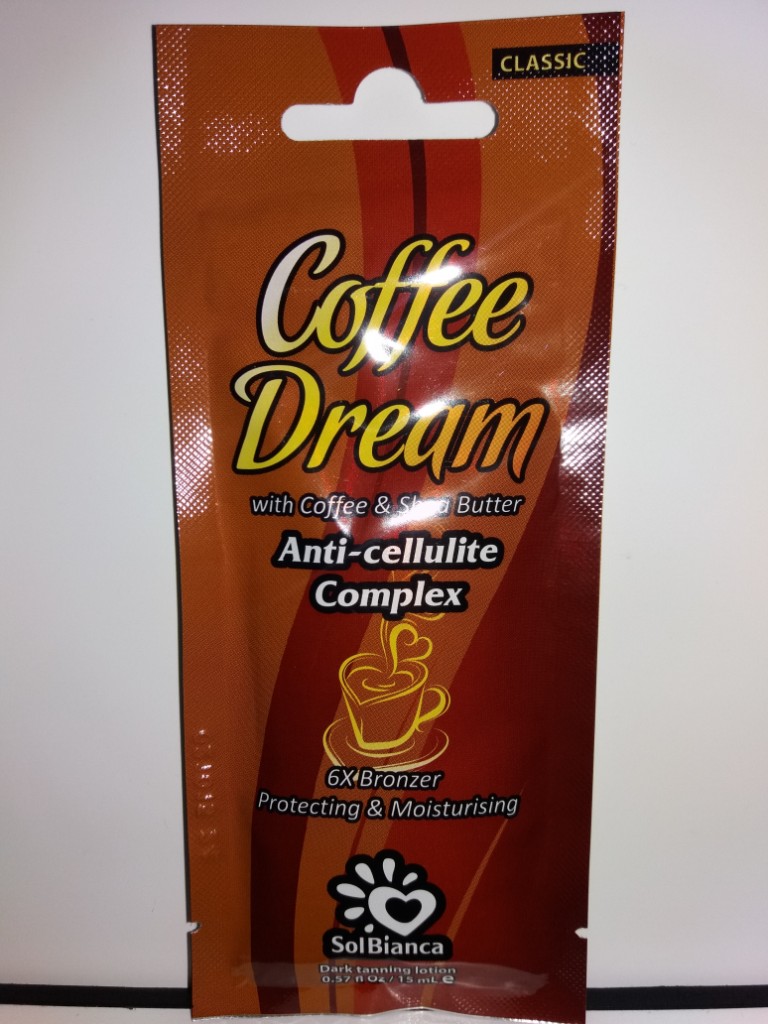 CLASSIC
Coffee
Dream
with Coffee & Shea Butter
Anti-cellulite
Complex
6X Bronzer
Protecting & Moisturising
SolBianca
Dark tanning lotion
0.57 fl Oz / 15 mL e